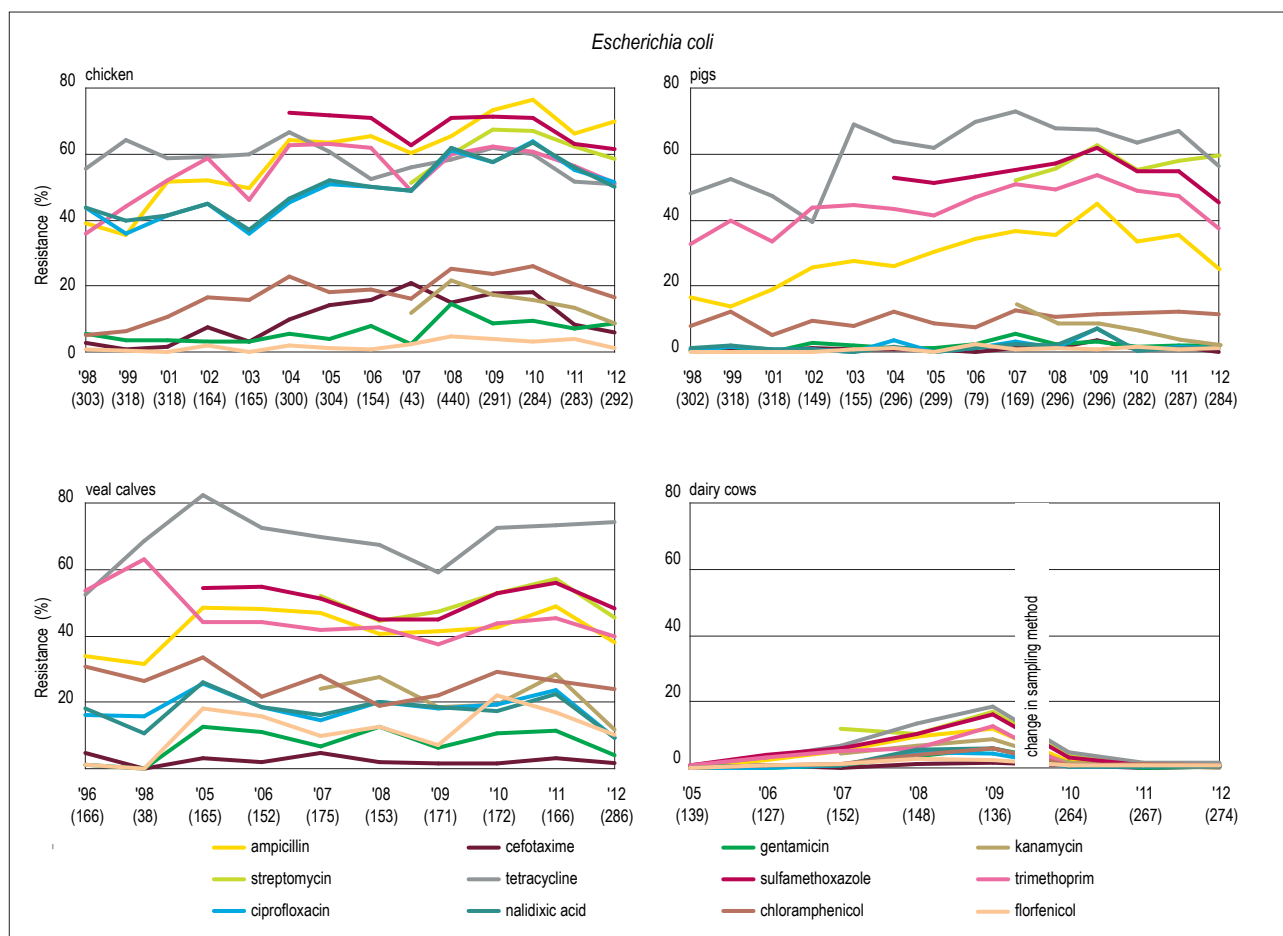 Escherichia coli
chicken
80
60
40
20
0
Resistance (%)
'98 '99 '01 '02 '03 '04 '05 '06 '07 '08 '09 '10 '11 '12
(303) (318) (318) (164) (165) (300) (304) (154) (43) (440) (291) (284) (283) (292)
pigs
80
60
40
20
0
'98 '99 '01 '02 '03 '04 '05 '06 '07 '08 '09 '10 '11 '12
(302) (318) (318) (149) (155) (296) (299) (79) (169) (296) (296) (282) (287) (284)
veal calves
80
60
40
20
Resistance (%)
'96 '98 '05 '06 '07 '08 '09 '10 '11 '12
(166) (38) (165) (152) (175) (153) (171) (172) (166) (286)
dairy cows
80
60
40
20
0
change in sampling method
'05 '06 '07 '08 '09 '10 '11 '12
(139) (127) (152) (148) (136) (264) (267) (274)
ampicillin cefotaxime gentamicin kanamycin
streptomycin tetracycline sulfamethoxazole trimethoprim
ciprofloxacin nalidixic acid chloramphenicol florfenicol